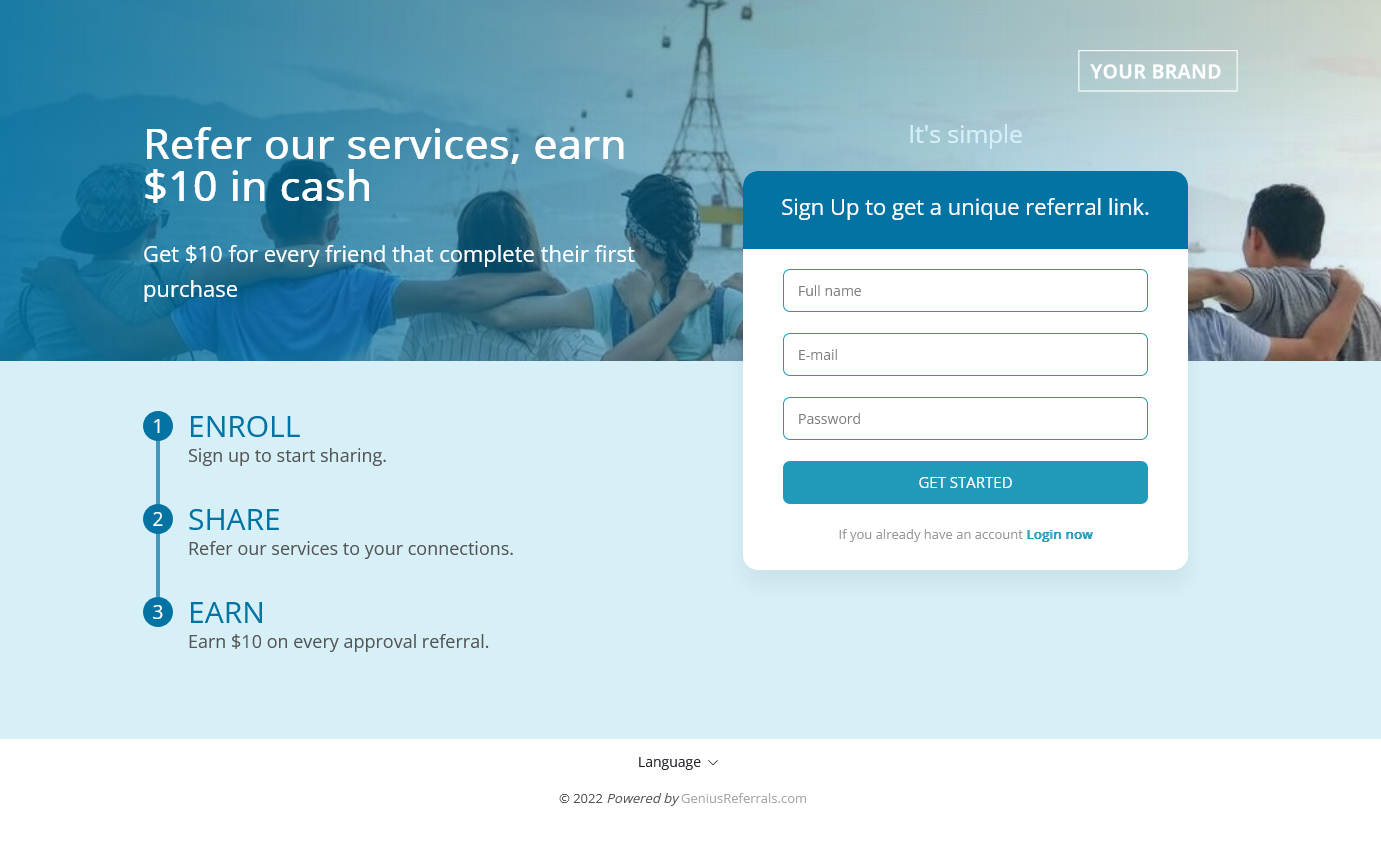 YOUR BRAND
Refer our services, earn
$10 in cash
Get $10 for every friend that complete their first
purchase
It's simple
Sign Up to get a unique referral link.
Full name
E-mail
Password
GET STARTED
If you already have an account Login now
1 ENROLL
Sign up to start sharing.
2 SHARE
Refer our services to your connections.
3 EARN
Earn $10 on every approval referral.
Language
© 2022 Powered by GeniusReferrals.com